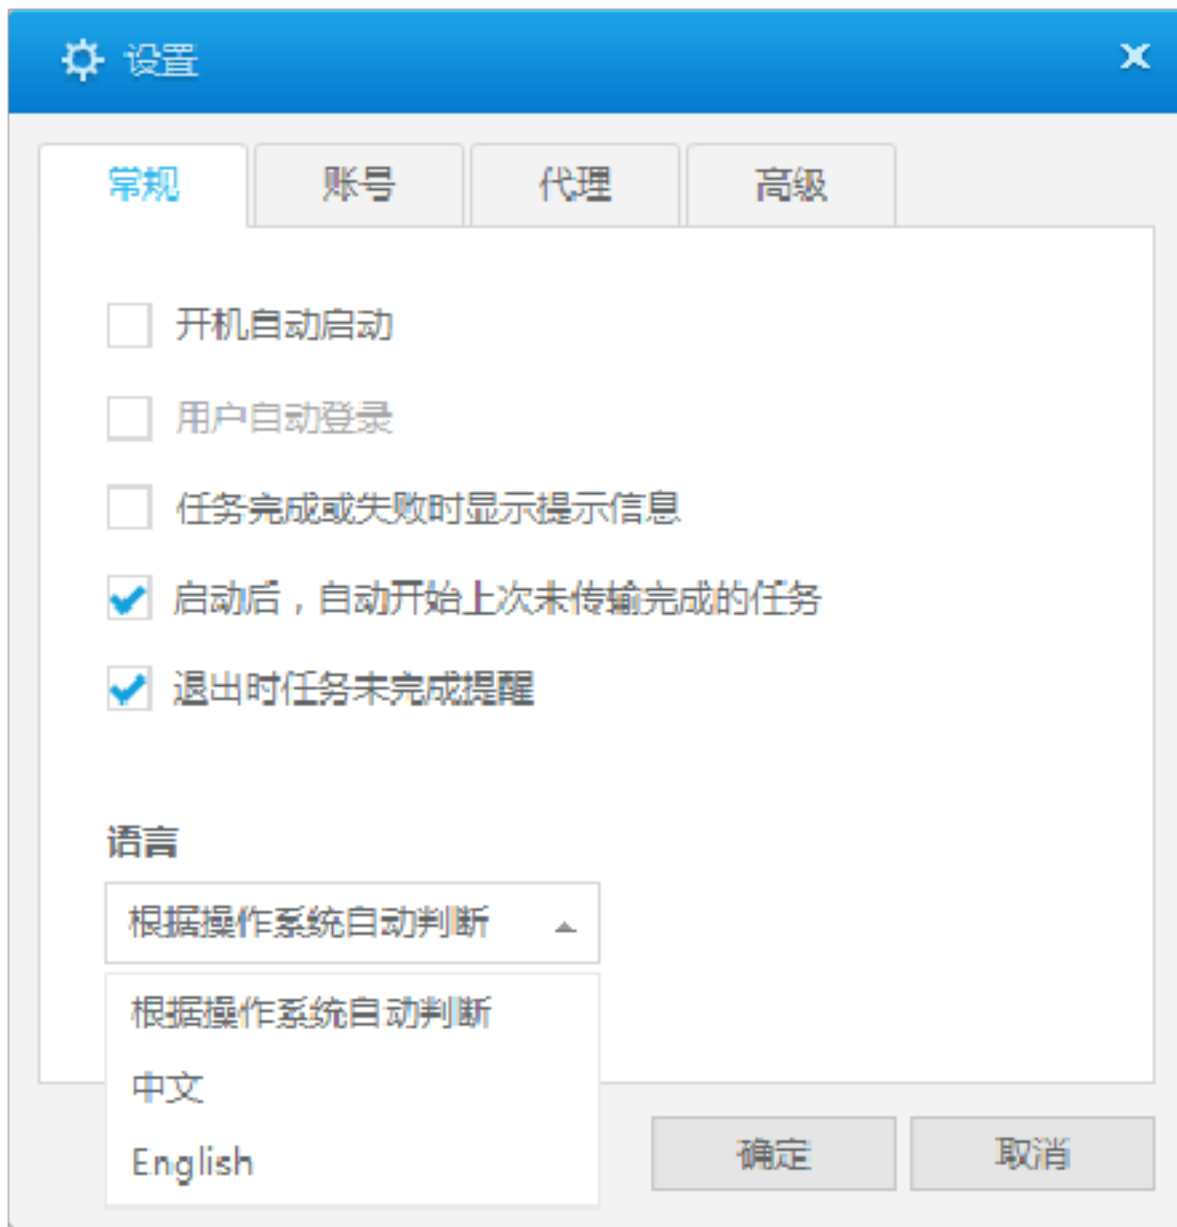 设置
常规 账号 代理 高级
开机自动启动
用户自动登录
任务完成或失败时显示提示信息
启动后，自动开始上次未传输完成的任务
退出时任务未完成提醒
语言
根据操作系统自动判断
根据操作系统自动判断
中文
English
确定 取消